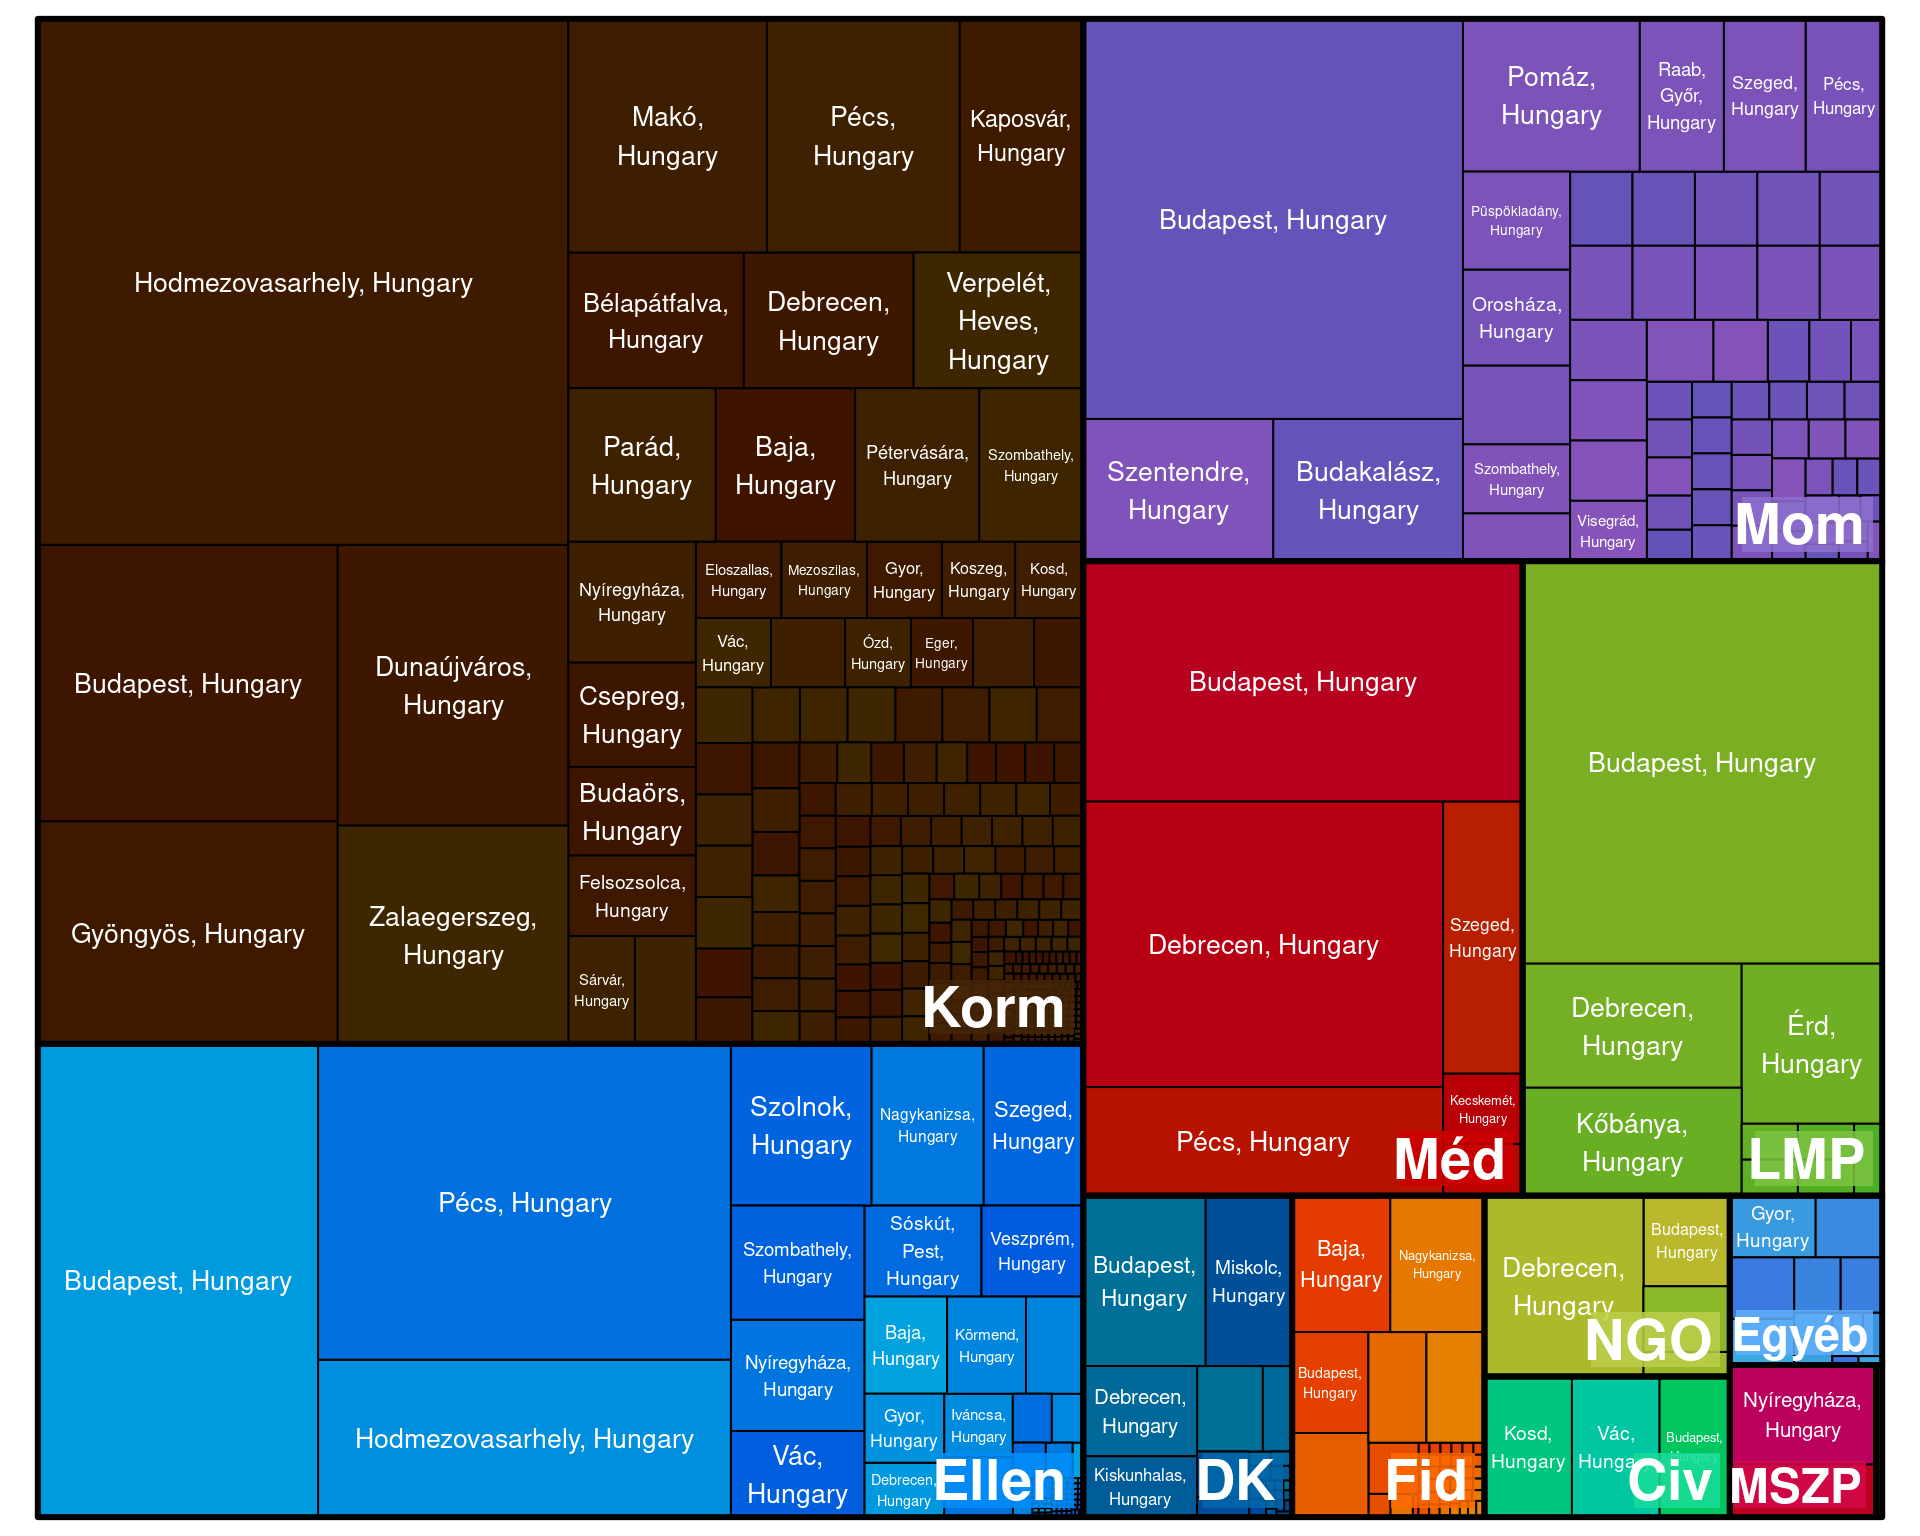 Hodmezovasarhely, Hungary
Makó,
Hungary
Pécs,
Hungary
Kaposvár,
Hungary
Bélapátfalva,
Hungary
Debrecen,
Hungary
Verpelét,
Heves,
Hungary
Parád,
Hungary
Baja,
Hungary
Pétervására,
Hungary
Szombathely,
Hungary
Budapest, Hungary
Dunaújváros,
Hungary
Gyöngyös, Hungary
Zalaegerszeg,
Hungary
Nyíregyháza,
Hungary
Eloszallas,
Hungary
Mezoszilas,
Hungary
Gyor,
Hungary
Koszeg,
Hungary
Kosd,
Hungary
Vác,
Hungary
Ózd,
Hungary
Eger,
Hungary
Csepreg,
Hungary
Budaörs,
Hungary
Felsozsolca,
Hungary
Sárvár,
Hungary
Korm
Budapest, Hungary
Pomáz,
Hungary
Raab,
Győr,
Hungary
Szeged,
Hungary
Pécs,
Hungary
Püspökladány,
Hungary
Orosháza,
Hungary
Szentendre,
Hungary
Budakalász,
Hungary
Szombathely,
Hungary
Visegrád,
Hungary
Mom
Budapest, Hungary
Debrecen, Hungary
Szeged,
Hungary
Pécs, Hungary
Kecskemét,
Hungary
Méd
Budapest, Hungary
Debrecen,
Hungary
Érd,
Hungary
Kőbánya,
Hungary
LMP
Budapest, Hungary
Pécs, Hungary
Hodmezovasarhely, Hungary
Szolnok,
Hungary
Nagykanizsa,
Hungary
Szeged,
Hungary
Szombathely,
Hungary
Sóskút,
Pest,
Hungary
Veszprém,
Hungary
Nyíregyháza,
Hungary
Baja,
Hungary
Körmend,
Hungary
Gyor,
Hungary
Iváncsa,
Hungary
Vác,
Hungary
Debrecen,
Hungary
Ellen
Budapest,
Hungary
Miskolc,
Hungary
Debrecen,
Hungary
Kiskunhalas,
Hungary
DK
Baja,
Hungary
Nagykanizsa,
Hungary
Budapest,
Hungary
Fid
Debrecen,
Hungary
Budapest,
Hungary
NGO
Gyor,
Hungary
Egyéb
Kosd,
Hungary
Vác,
Hungary
Budapest,
Hungary
Civ
Nyíregyháza,
Hungary
MSZP